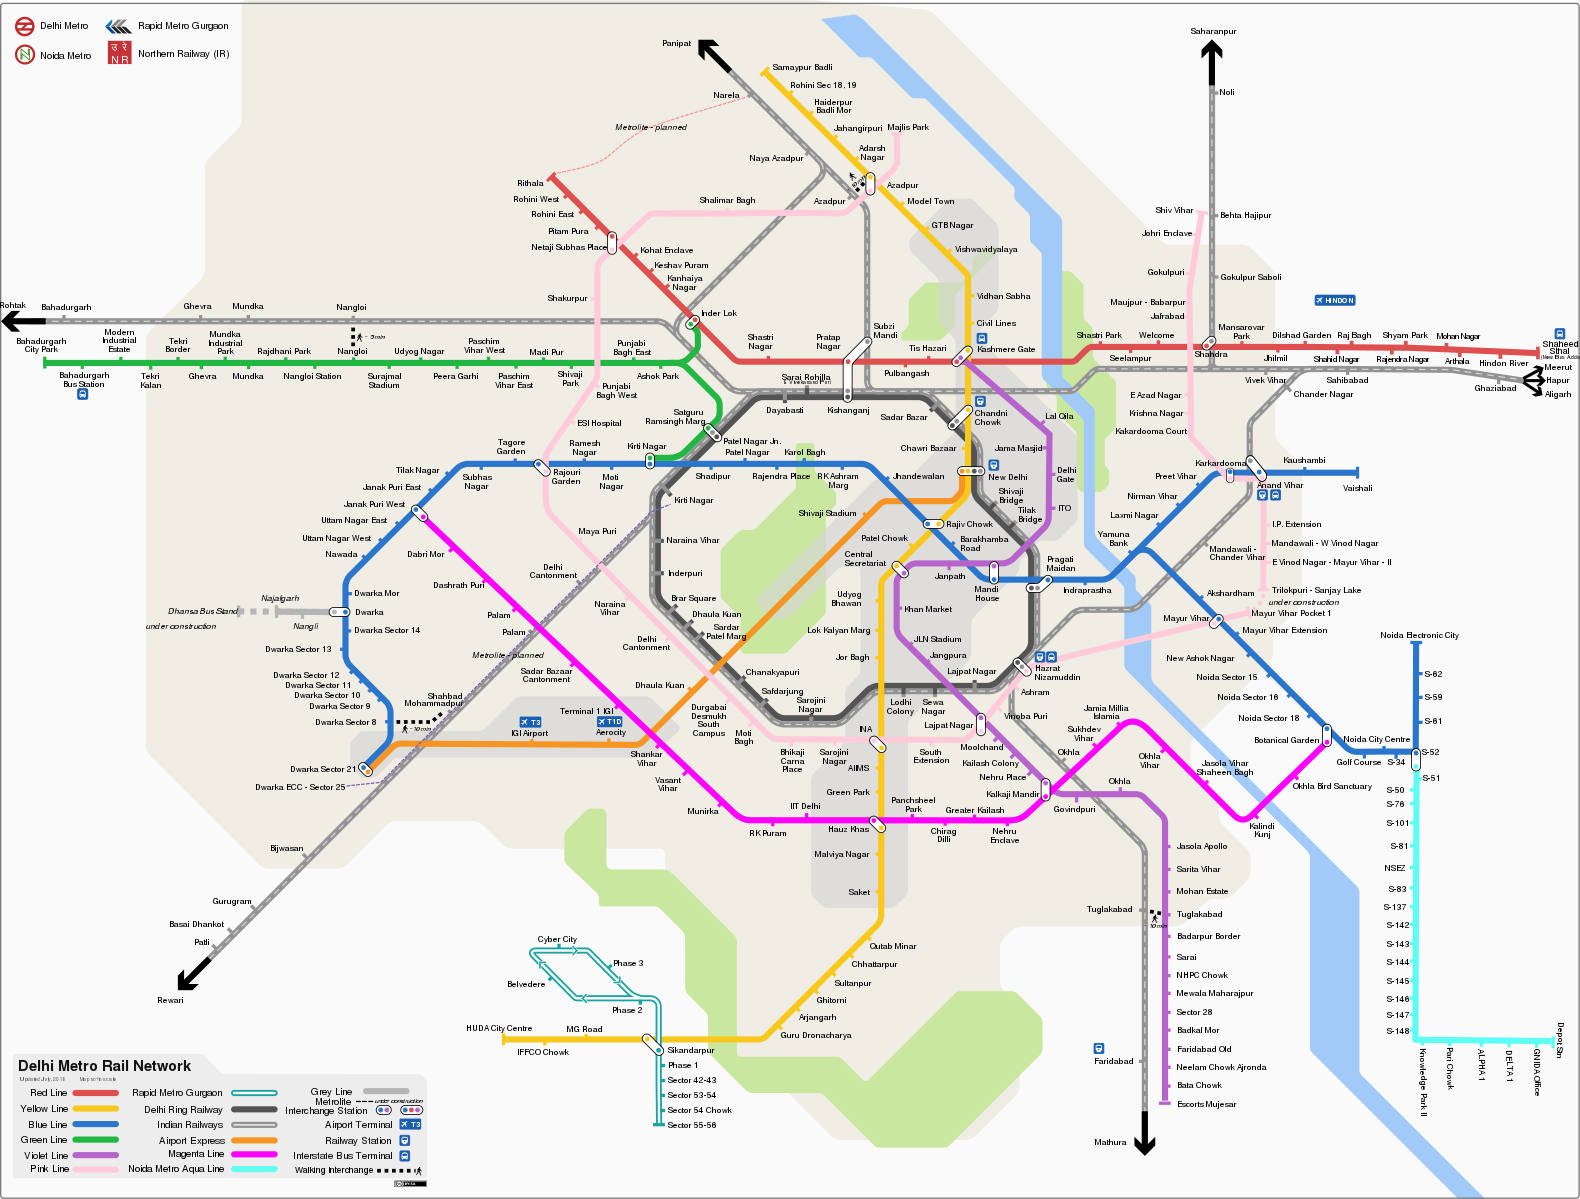 Delhi Metro
Rapid Metro Gurgaon
Noida Metro
उ रे
N R
Northern Railway (IR)
Panipat
Narela
Metrolite - planned
Naya Azadpur
Azadpur
Samaypur Badli
Rohini Sec 18, 19
Haiderpur
Badli Mor
Jahangirpuri
Adarsh
Nagar
Majlis Park
Azadpur
Model Town
GTB Nagar
Vishwavidyalaya
Vidhan Sabha
Civil Lines
Kashmere Gate
Saharanpur
Noli
Behta Hajipur
Gokulpur Saboli
Shiv Vihar
Johri Enclave
Gokulpuri
Maujpur - Babarpur
Jafrabad
HINDON
Rithala
Rohini West
Rohini East
Pitam Pura
Netaji Subhas Place
Shalimar Bagh
Kohat Enclave
Keshav Puram
Kanhaiya
Nagar
Shakurpur
Inder Lok
Shastri
Nagar
Pratap
Nagar
Subzi
Mandi
Tis Hazari
Pulbangash
Shastri Park
Seelampur
Welcome
Shahdra
Mansarovar
Park
Jhilmil
Dilshad Garden
Shahid Nagar
Raj Bagh
Rajendra Nagar
Shyam Park
Arthala
Mohan Nagar
Hindon River
Shaheed
Sthal
Meerut
Hapur
Aligarh
Ghaziabad
Sahibabad
Chander Nagar
Vivek Vihar
Rohtak
Bahadurgarh
Ghevra
Mundka
Nangloi
~ 9 min
Bahadurgarh
City Park
Bahadurgarh
Bus Station
Modern
Industrial
Estate
Tekri
Kalan
Tekri
Border
Ghevra
Mundka
Industrial
Park
Mundka
Rajdhani Park
Nangloi Station
Nangloi
Surajmal
Stadium
Udyog Nagar
Peera Garhi
Paschim
Vihar West
Paschim
Vihar East
Madi Pur
Shivaji
Park
Punjabi
Bagh East
Punjabi
Bagh West
Ashok Park
Satguru
Ramsingh Marg
Kirti Nagar
ESI Hospital
Sarai Rohilla
Dayabasti
Kishanganj
Sadar Bazar
Chandni
Chowk
Chawri Bazaar
New Delhi
Patel Nagar Jn.
Lal Qila
Jama Masjid
Delhi
Gate
ITO
Shivaji
Bridge
Tilak
Bridge
E Azad Nagar
Krishna Nagar
Kakardooma Court
Karkardooma
Anand Vihar
Kaushambi
Vaishali
Preet Vihar
Nirman Vihar
Laxmi Nagar
Yamuna
Bank
Mandawali -
Chander Vihar
I.P. Extension
Mandawali - W Vinod Nagar
E Vinod Nagar - Mayur Vihar - II
Trilokpuri - Sanjay Lake
under construction
Mayur Vihar Pocket 1
Tilak Nagar
Subhas
Nagar
Tagore
Garden
Rajouri
Garden
Ramesh
Nagar
Moti
Nagar
Shadipur
Patel Nagar
Rajendra Place
Karol Bagh
RK Ashram
Marg
Jhandewalan
Rajiv Chowk
Barakhamba
Road
Mandi
House
Pragati
Maidan
Indraprastha
Janak Puri East
Janak Puri West
Uttam Nagar East
Uttam Nagar West
Nawada
Dwarka Mor
Dwarka
Dwarka Sector 14
Dwarka Sector 13
Dwarka Sector 12
Dwarka Sector 11
Dwarka Sector 10
Dwarka Sector 9
Dwarka Sector 8
Dwarka Sector 21
Dwarka ECC - Sector 25
Najafgarh
Dhansa Bus Stand
Nangli
under construction
Kirti Nagar
Naraina Vihar
Inderpuri
Brar Square
Dhaula Kuan
Sardar
Patel Marg
Chanakyapuri
Safdarjung
Sarojini
Nagar
Lodhi
Colony
Sewa
Nagar
Lajpat Nagar
Hazrat
Nizamuddin
Ashram
Vinoba Puri
Shivaji Stadium
Patel Chowk
Central
Secretariat
Janpath
Udyog
Bhawan
Lok Kalyan Marg
Jor Bagh
Khan Market
JLN Stadium
Jangpura
Lajpat Nagar
Moolchand
Kailash Colony
Nehru Place
Kalkaji Mandir
Maya Puri
Delhi
Cantonment
Naraina
Vihar
Delhi
Cantonment
Dhaula Kuan
Durgabai
Desmukh
South
Campus
Moti
Bagh
Bhikaji
Cama
Place
Sarojini
Nagar
INA
South
Extension
AIIMS
Green Park
Hauz Khas
Malviya Nagar
Saket
Qutab Minar
Chhattarpur
Sultanpur
Ghitorni
Arjangarh
Guru Dronacharya
Sikandarpur
MG Road
IFFCO Chowk
HUDA City Centre
Dabri Mor
Dashrath Puri
Palam
Palam
Metrolite - planned
Sadar Bazaar
Cantonment
Terminal 1 IGI
Shankar
Vihar
Vasant
Vihar
Munirka
RK Puram
IIT Delhi
Panchsheel
Park
Chirag
Dilli
Greater Kailash
Nehru
Enclave
Okhla
Sukhdev
Vihar
Jamia Millia
Islamia
Okhla
Vihar
Jasola Vihar
Shaheen Bagh
Kalindi
Kunj
Okhla Bird Sanctuary
Botanical Garden
Shahbad
Mohammadpur
~ 10 min
T3
IGI Airport
T1D
Aerocity
Bijwasan
Gurugram
Basai Dhankot
Patli
Rewari
Akshardham
Mayur Vihar
Mayur Vihar Extension
New Ashok Nagar
Noida Sector 15
Noida Sector 16
Noida Sector 18
Golf Course
Noida City Centre
S-34
S-52
S-61
S-59
S-62
Noida Electronic City
S-51
S-50
S-76
S-101
S-81
NSEZ
S-83
S-137
S-142
S-143
S-144
S-145
S-146
S-147
S-148
Knowledge Park II
Pari Chowk
ALPHA 1
DELTA 1
GNIDA Office
Depot Stn
Govindpuri
Okhla
Jasola Apollo
Sarita Vihar
Mohan Estate
Tuglakabad
Tuglakabad
~ 10 min
Badarpur Border
Sarai
NHPC Chowk
Mewala Maharajpur
Sector 28
Badkal Mor
Faridabad Old
Neelam Chowk Ajronda
Bata Chowk
Escorts Mujesar
Faridabad
Mathura
Cyber City
Phase 3
Belvedere
Phase 2
Phase 1
Sector 42-43
Sector 53-54
Sector 54 Chowk
Sector 55-56
Delhi Metro Rail Network
Updated July, 2019
Map not to scale
Red Line
Yellow Line
Blue Line
Green Line
Violet Line
Pink Line
Rapid Metro Gurgaon
Delhi Ring Railway
Indian Railways
Airport Express
Magenta Line
Noida Metro Aqua Line
Grey Line
Metrolite
under construction
Interchange Station
Airport Terminal
T3
Railway Station
Interstate Bus Terminal
Walking Interchange